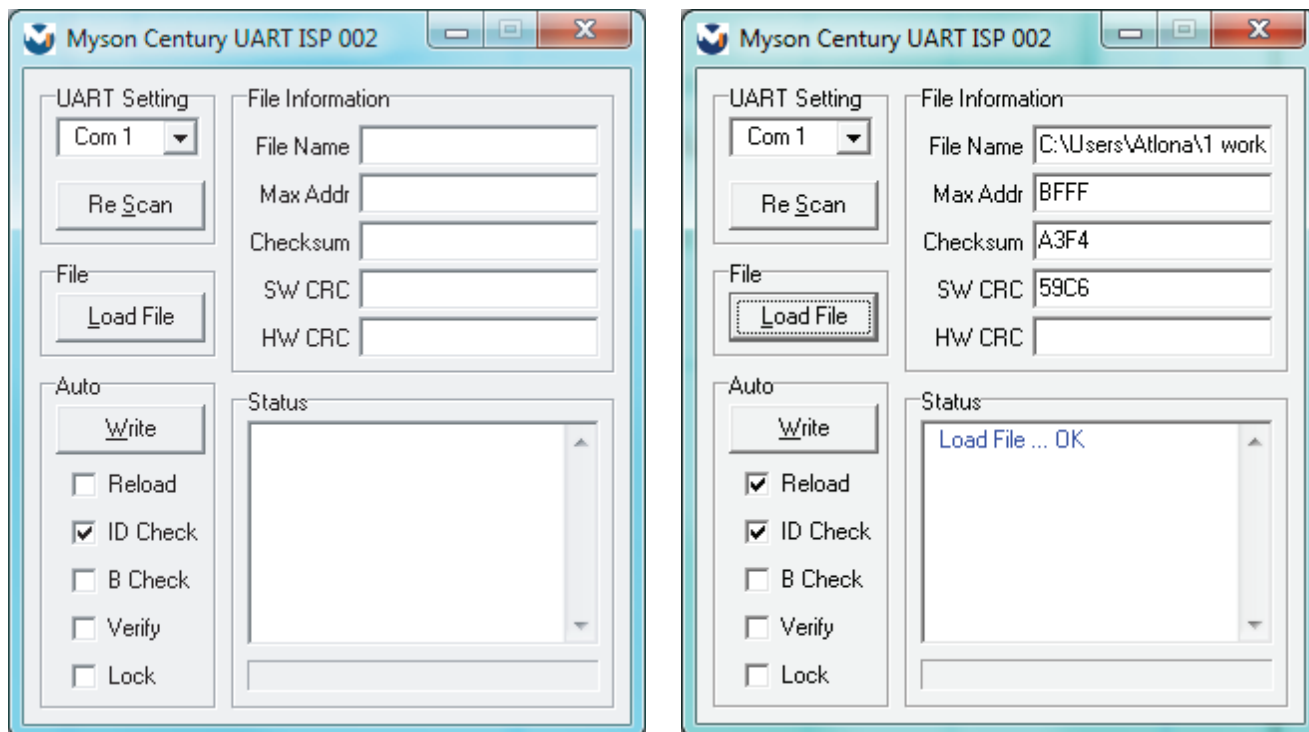 Myson Century UART ISP 002
UART Setting
Com 1
Re Scan
File
Load File
Auto
Write
Reload
ID Check
B Check
Verify
Lock
File Information
File Name
Max Addr
Checksum
SW CRC
HW CRC
Status
Myson Century UART ISP 002
UART Setting
Com 1
Re Scan
File
Load File
Auto
Write
Reload
ID Check
B Check
Verify
Lock
File Information
File Name C:\Users\Atlona\1 work
Max Addr BFFF
Checksum A3F4
SW CRC 59C6
HW CRC
Status
Load File ... OK